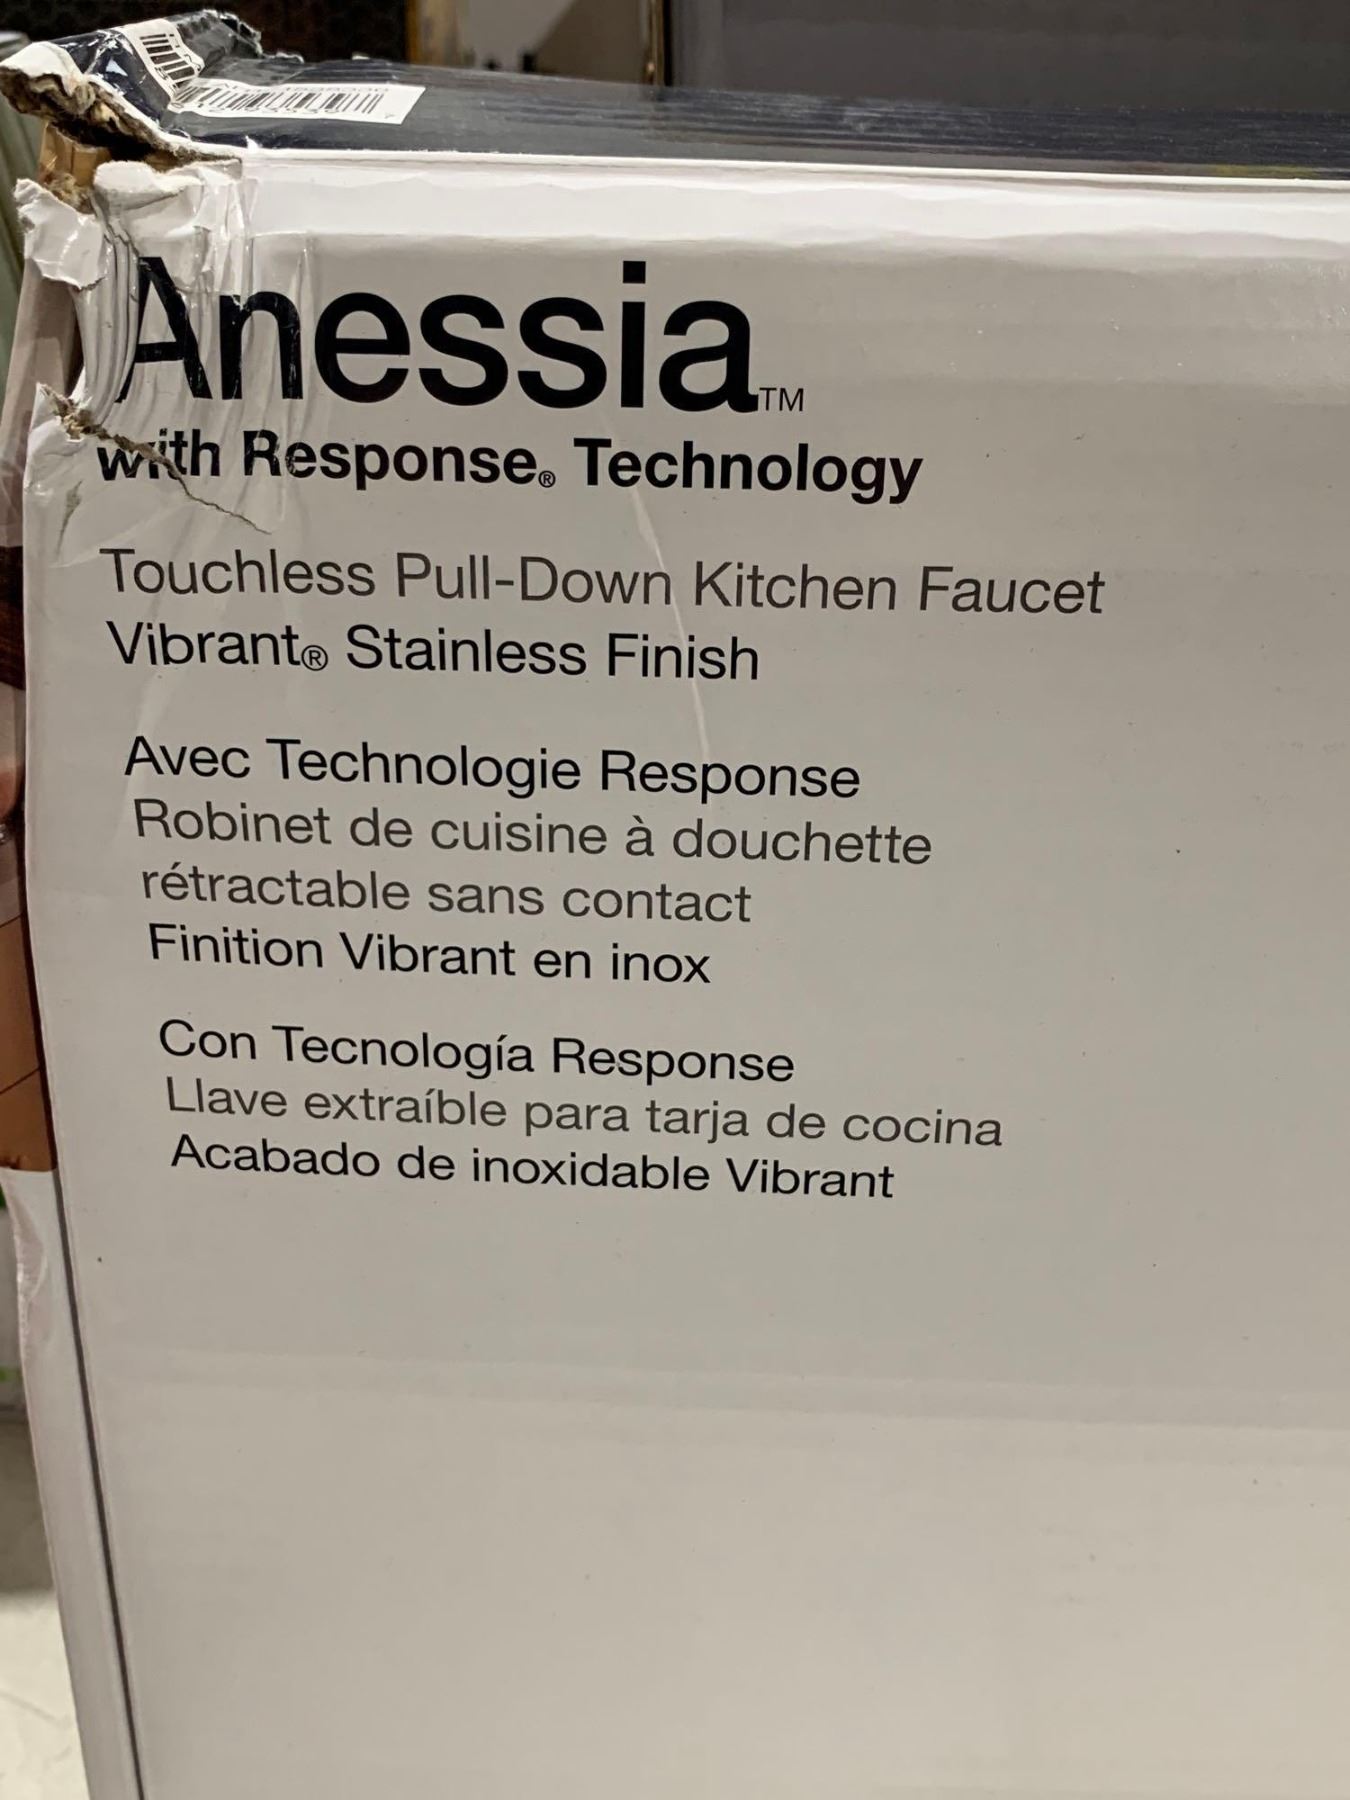 Anessia™
with Response® Technology
Touchless Pull-Down Kitchen Faucet
Vibrant® Stainless Finish
Avec Technologie Response
Robinet de cuisine à douchette
rétractable sans contact
Finition Vibrant en inox
Con Tecnología Response
Llave extraíble para tarja de cocina
Acabado de inoxidable Vibrant